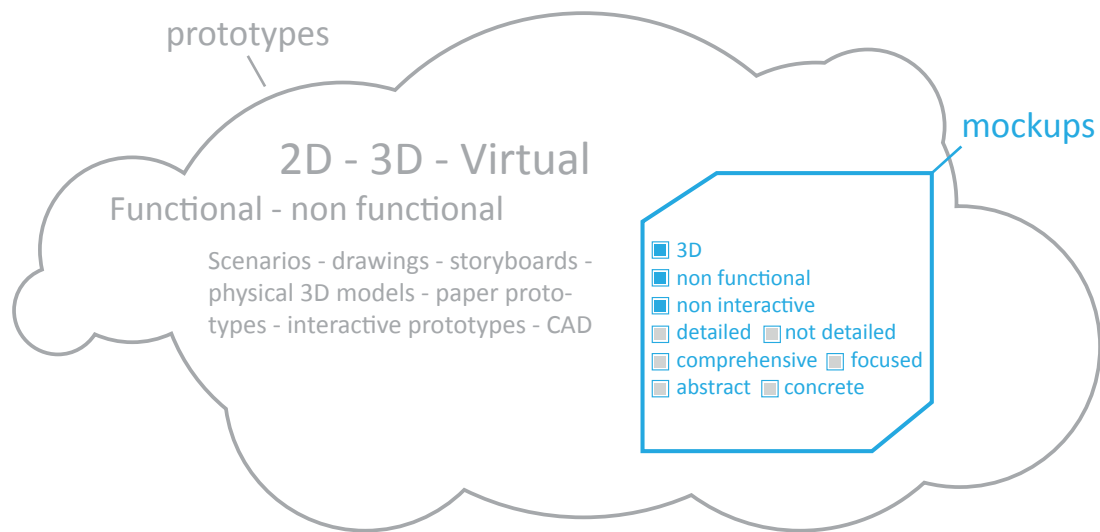 prototypes
mockups
2D - 3D - Virtual
Functional - non functional
Scenarios - drawings - storyboards -
physical 3D models - paper proto-
types - interactive prototypes - CAD
3D
non functional
non interactive
detailed not detailed
comprehensive focused
abstract concrete